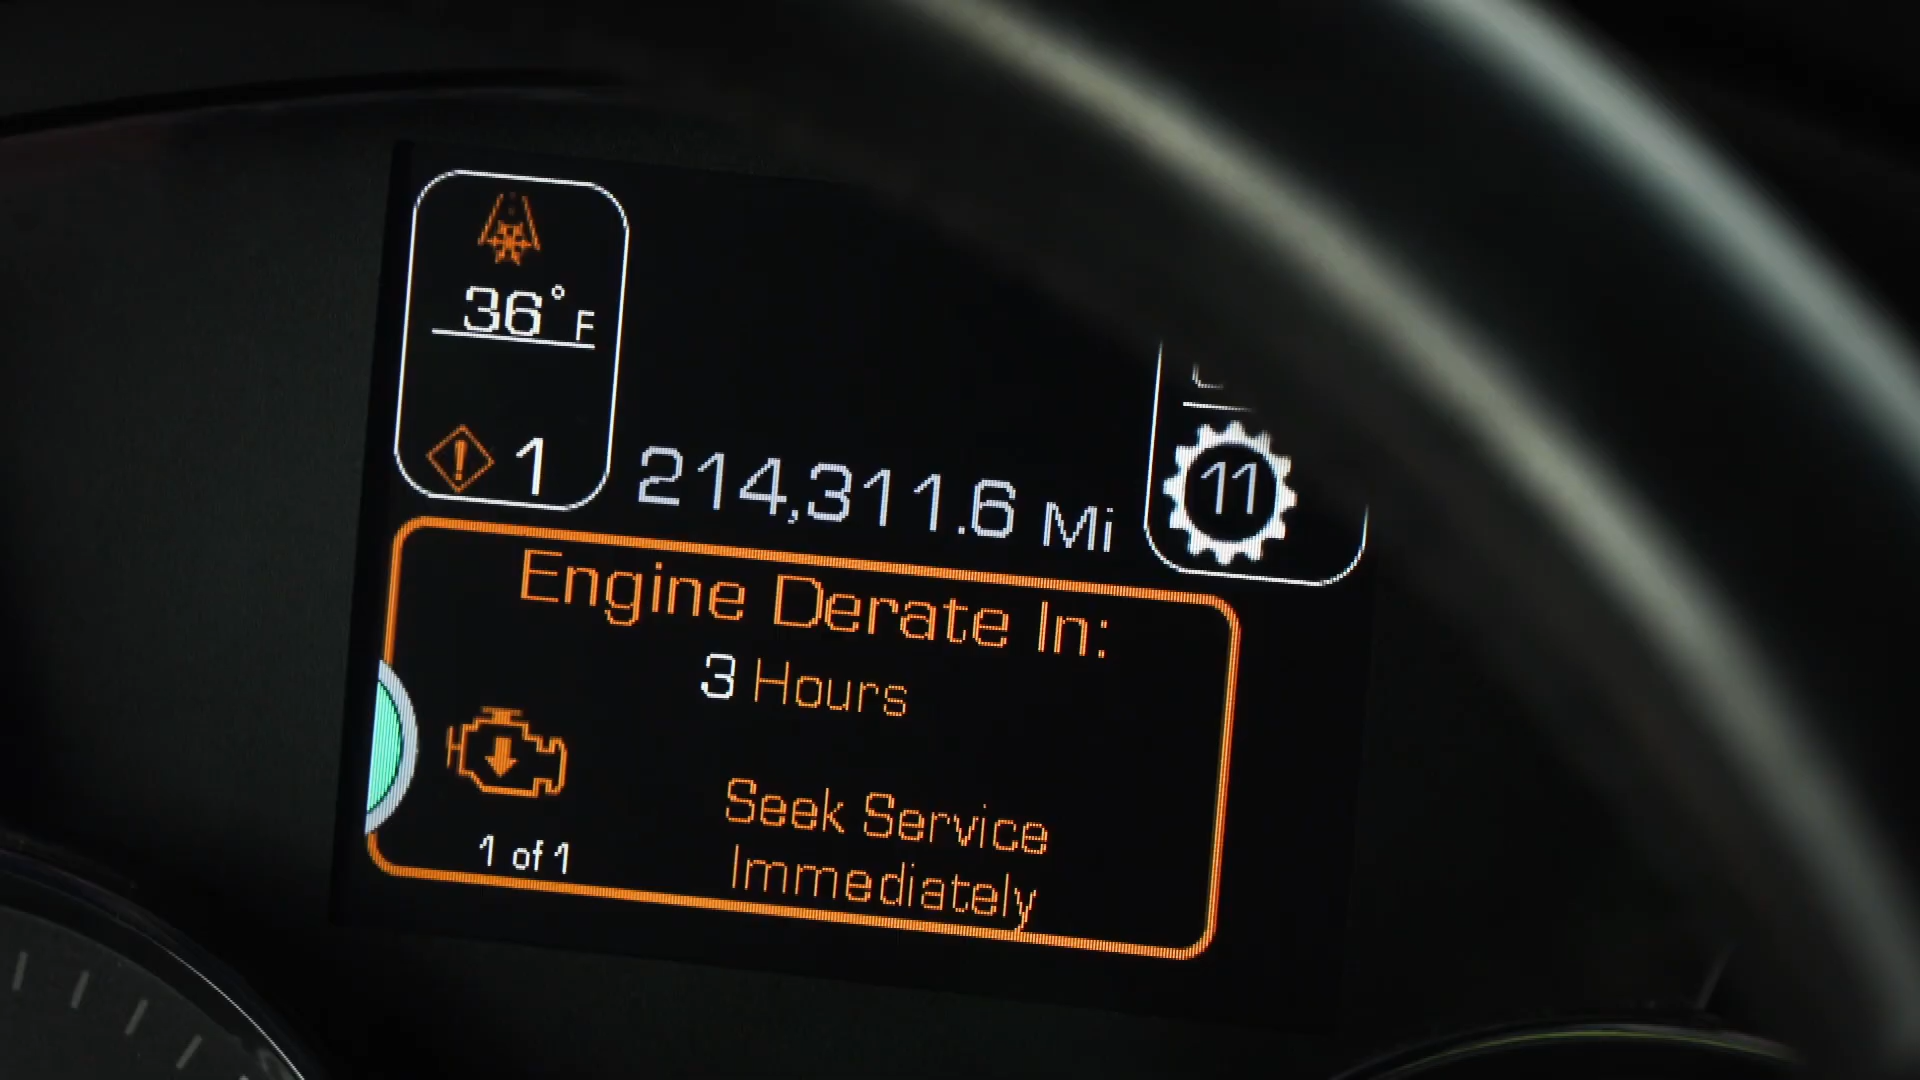 36°F
! 1
214,311.6 Mi
11
Engine Derate In:
3 Hours
Seek Service
Immediately
1 of 1